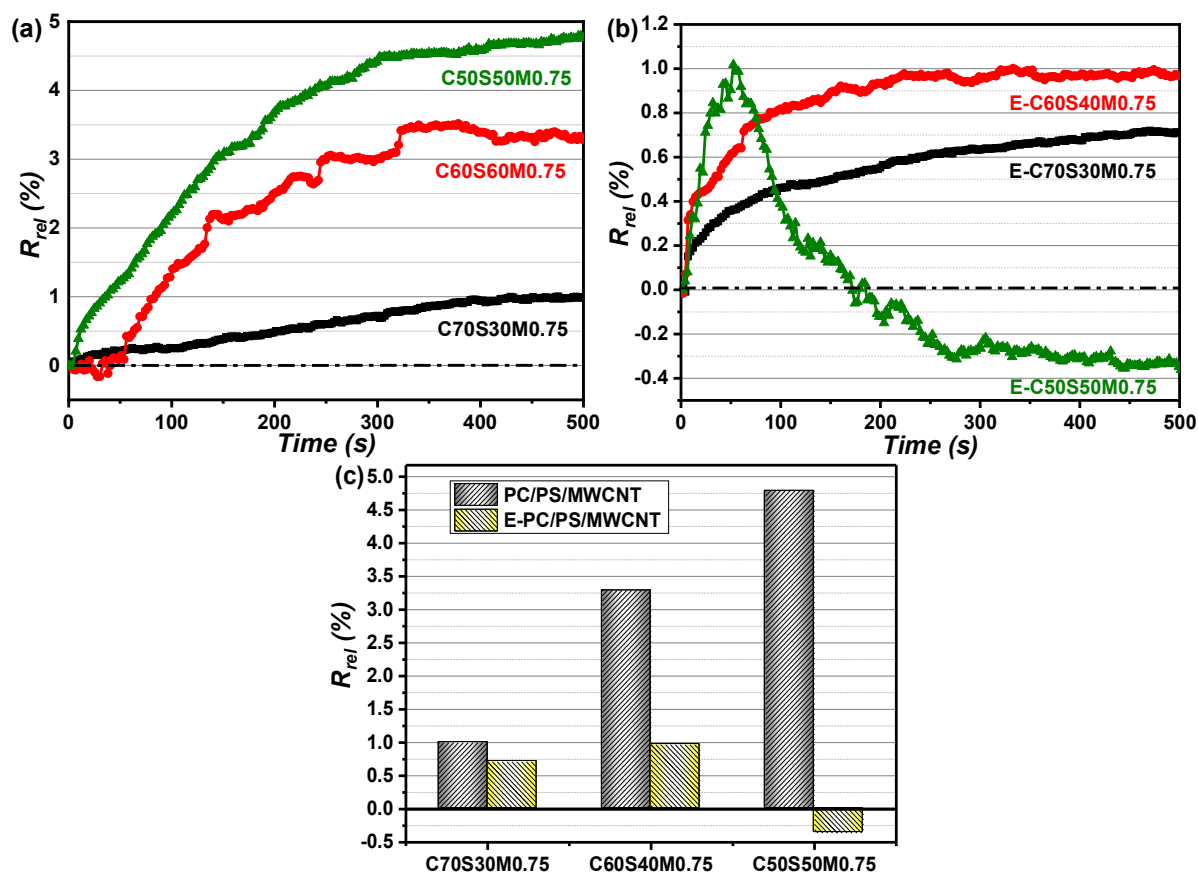 (a)
5
4
3
2
1
0
R_rel (%)
C50S50M0.75
C60S60M0.75
C70S30M0.75
0 100 200 300 400 500
Time (s)
(b)
1.2
1.0
0.8
0.6
0.4
0.2
0.0
-0.2
-0.4
R_rel (%)
E-C60S40M0.75
E-C70S30M0.75
E-C50S50M0.75
0 100 200 300 400 500
Time (s)
(c)
5.0
4.5
4.0
3.5
3.0
2.5
2.0
1.5
1.0
0.5
0.0
-0.5
R_rel (%)
PC/PS/MWCNT
E-PC/PS/MWCNT
C70S30M0.75 C60S40M0.75 C50S50M0.75